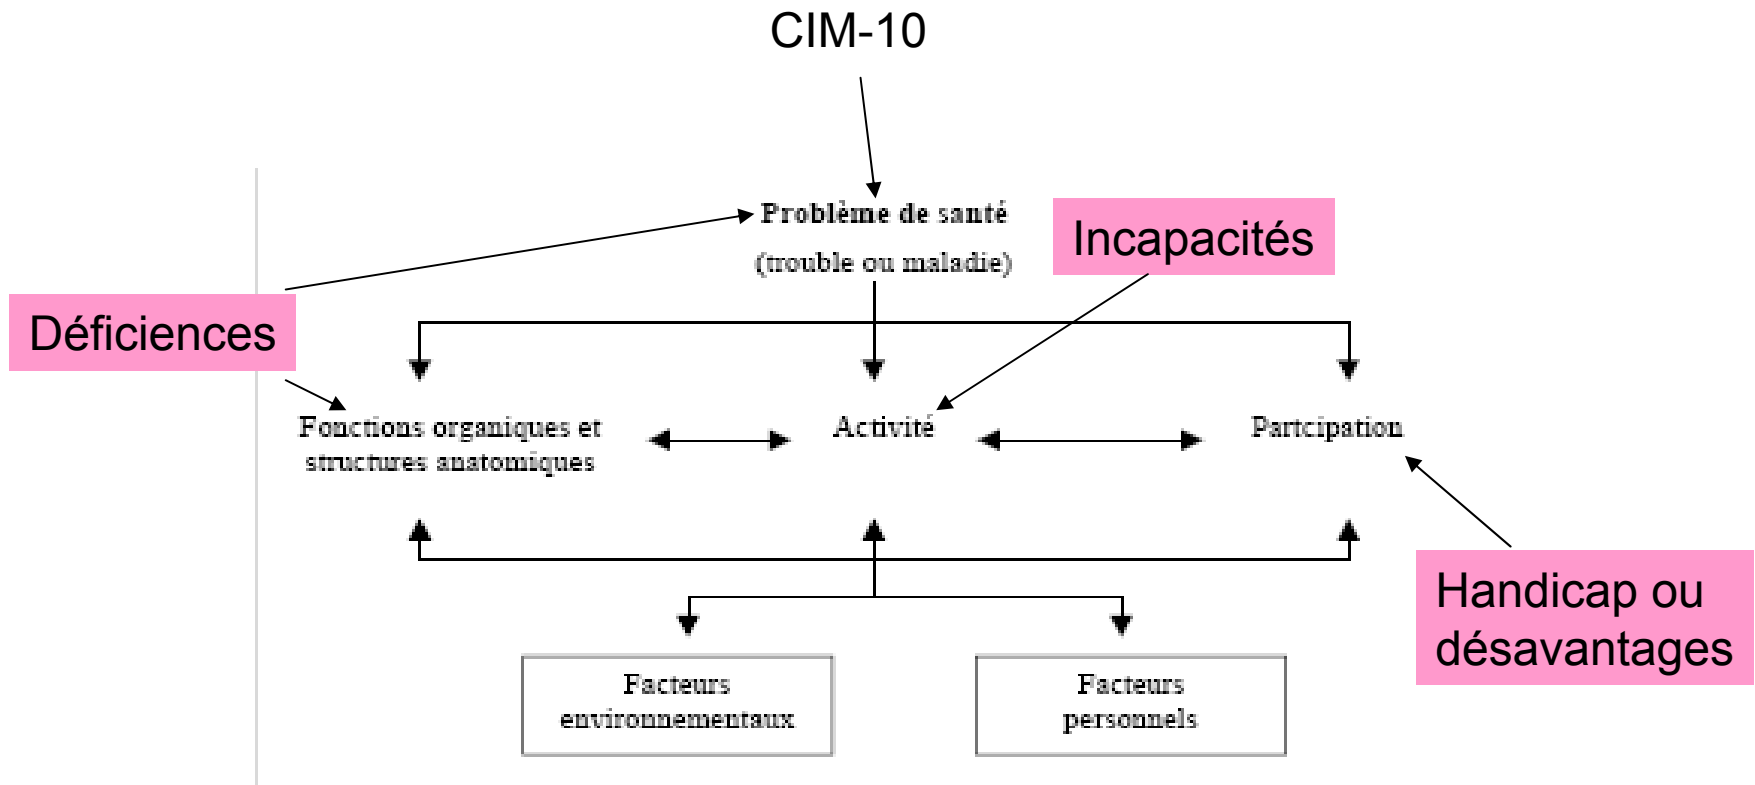 CIM-10
Problème de santé
(trouble ou maladie)
Incapacités
Déficiences
Fonctions organiques et
structures anatomiques
Activité
Partcipation
Handicap ou
désavantages
Facteurs
environnementaux
Facteurs
personnels